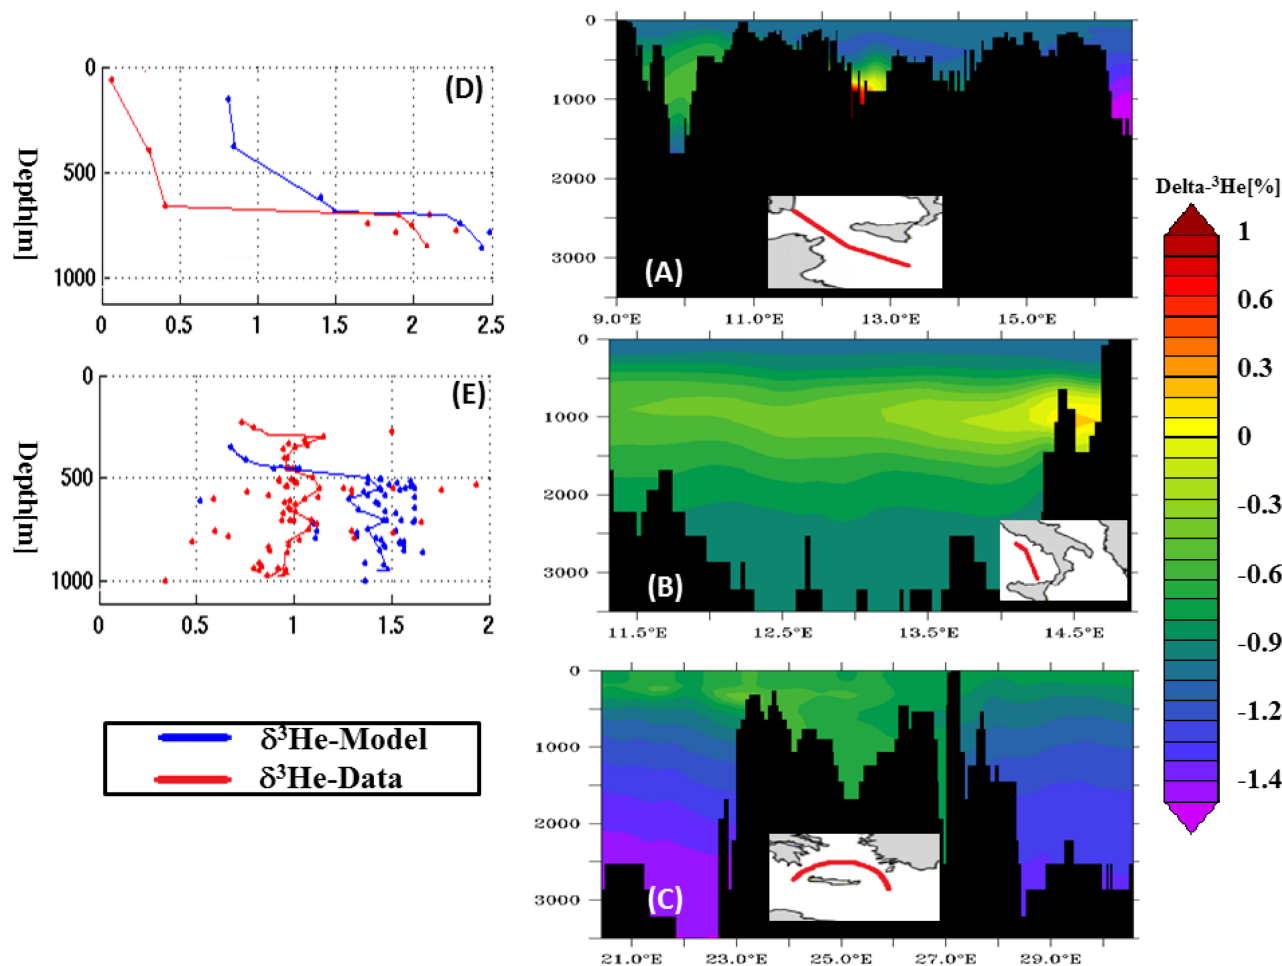 (D)
0
500
1000
Depth[m]
0
0.5
1
1.5
2
2.5
(E)
0
500
1000
Depth[m]
0
0.5
1
1.5
2
δ³He-Model
δ³He-Data
0
1000
2000
3000
(A)
9.0°E
11.0°E
13.0°E
15.0°E
0
1000
2000
3000
(B)
11.5°E
12.5°E
13.5°E
14.5°E
0
1000
2000
3000
(C)
21.0°E
23.0°E
25.0°E
27.0°E
29.0°E
Delta-³He[%]
1
0.6
0.3
0
-0.3
-0.6
-0.9
-1.2
-1.4